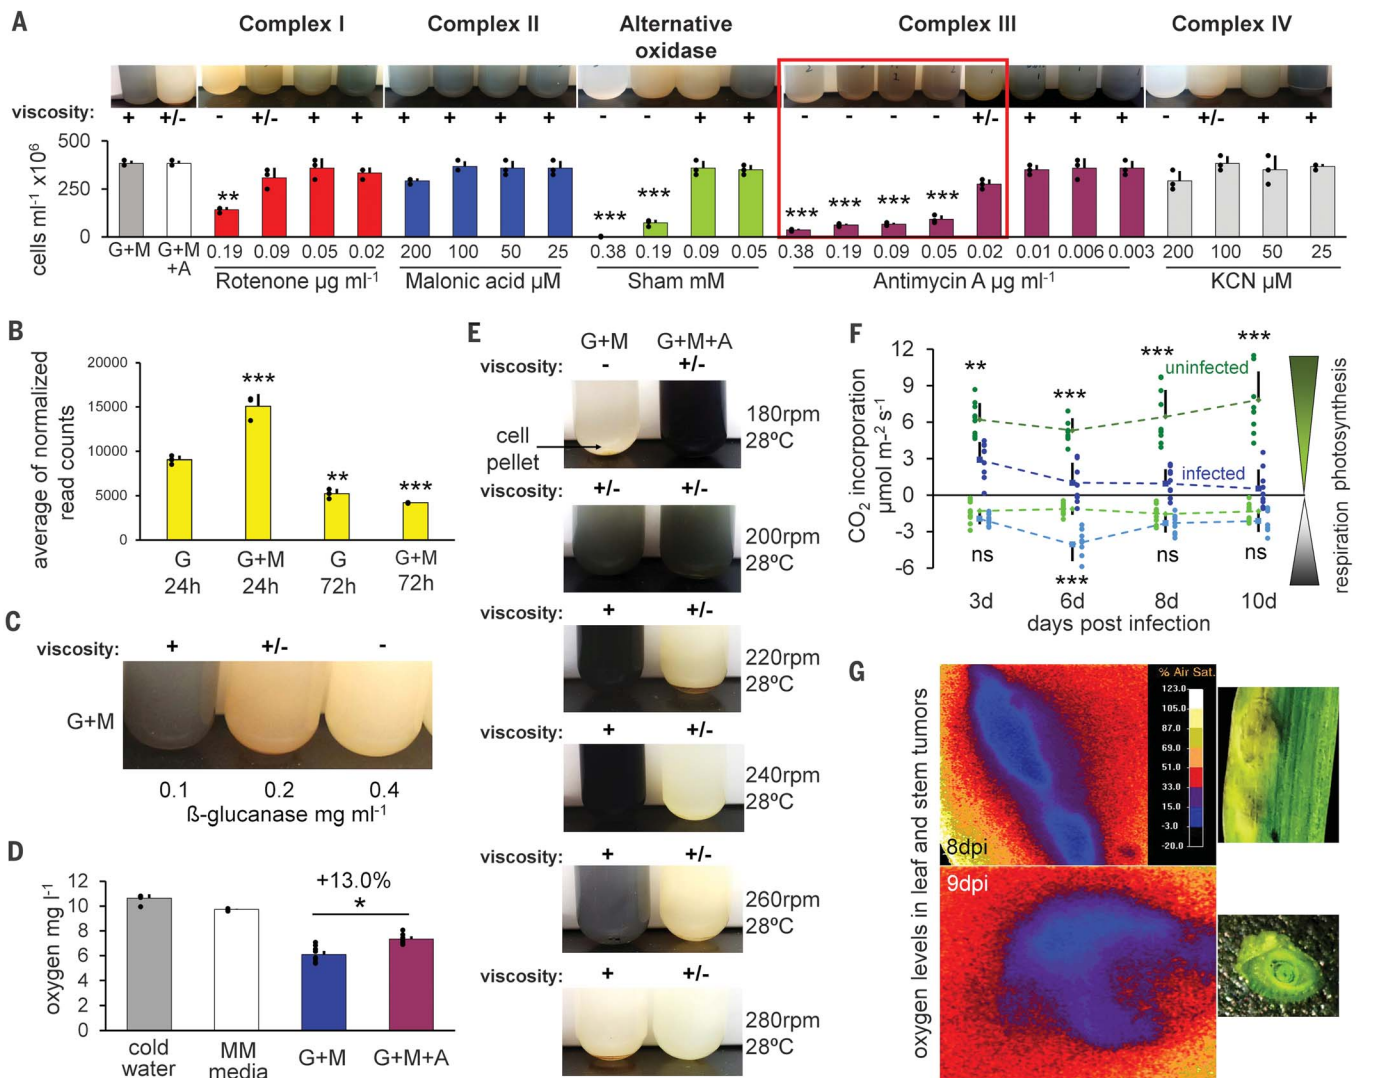 A
Complex I
Complex II
Alternative
oxidase
Complex III
Complex IV
viscosity:
+ +/- - +/- + + + + + + - - + + - - - - +/- + + + - +/- + +
cells ml-1 x10⁶
500
250
0
** *** *** *** *** *** ***
G+M
G+M
+A
0.19 0.09 0.05 0.02
Rotenone µg ml-1
200 100 50 25
Malonic acid µM
0.38 0.19 0.09 0.05
Sham mM
0.38 0.19 0.09 0.05 0.02 0.01 0.006 0.003
Antimycin A µg ml-1
200 100 50 25
KCN µM
B
average of normalized
read counts
20000
15000
10000
5000
0
*** ** ***
G
24h
G+M
24h
G
72h
G+M
72h
C
viscosity: + +/- -
G+M
0.1 0.2 0.4
ß-glucanase mg ml-1
D
oxygen mg l-1
12
10
8
6
4
2
0
+13.0%
*
cold
water
MM
media
G+M
G+M+A
E
G+M G+M+A
viscosity: - +/-
cell
pellet
180rpm
28ºC
viscosity: +/- +/-
200rpm
28ºC
viscosity: + +/-
220rpm
28ºC
viscosity: + +/-
240rpm
28ºC
viscosity: + +/-
260rpm
28ºC
viscosity: + +/-
280rpm
28ºC
F
CO₂ incorporation
µmol m-2 s-1
12
9
6
3
0
-3
-6
** *** *** ***
uninfected
infected
ns *** ns ns
3d 6d 8d 10d
days post infection
respiration photosynthesis
G
oxygen levels in leaf and stem tumors
8dpi
9dpi
% Air Sat.
123.0
105.0
87.0
69.0
51.0
33.0
15.0
-3.0
-20.0